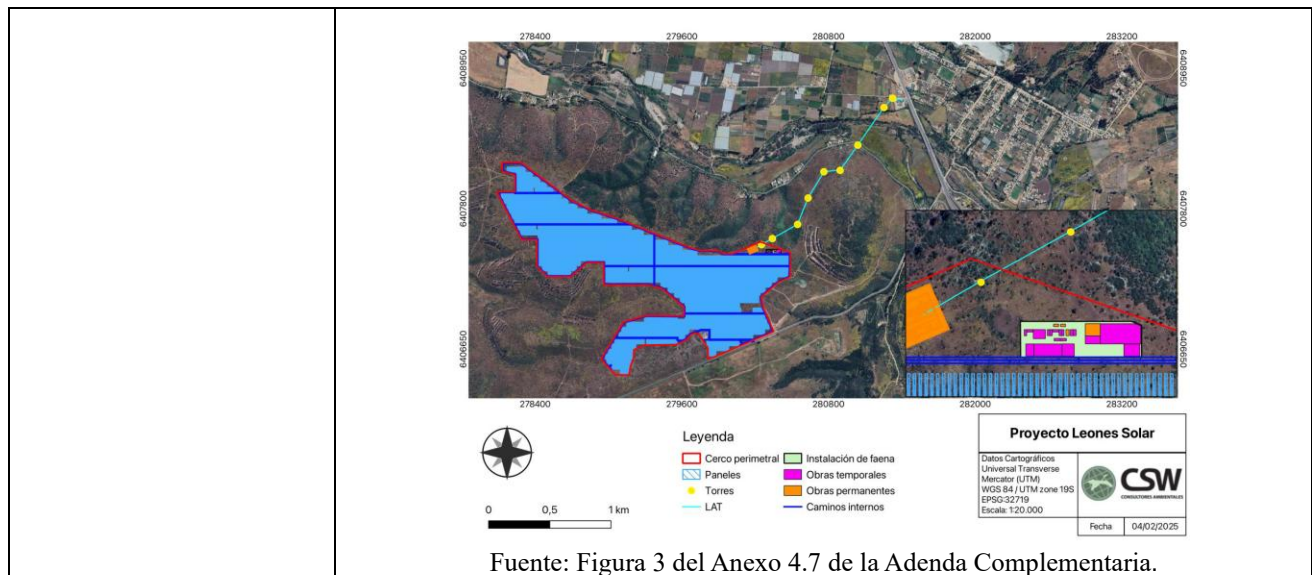 278400 279600 280800 282000 283200
6408950 6408950
6407800 6407800
6406650 6406650
278400 279600 280800 282000 283200
Leyenda
Cerco perimetral
Paneles
Torres
LAT
Instalación de faena
Obras temporales
Obras permanentes
Caminos internos
0 0,5 1 km
Proyecto Leones Solar
Datos Cartográficos
Universal Transverse
Mercator (UTM)
WGS 84 / UTM zone 19S
EPSG:32719
Escala: 1:20.000
CSW
CONSULTORES AMBIENTALES
Fecha 04/02/2025
Fuente: Figura 3 del Anexo 4.7 de la Adenda Complementaria.